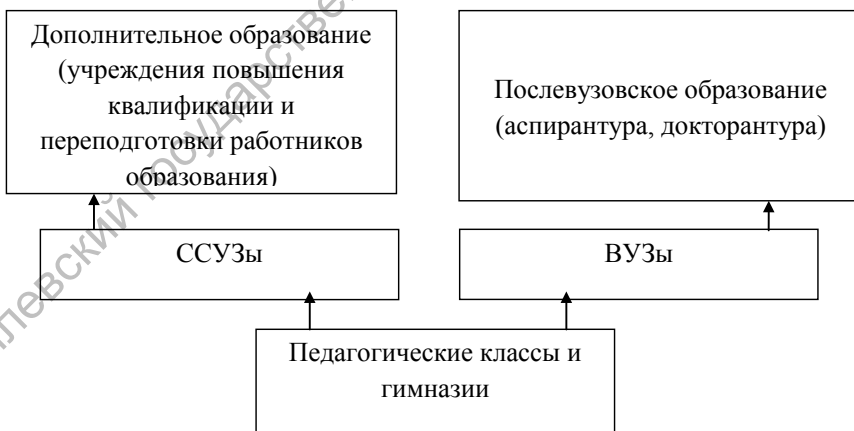 Дополнительное образование
(учреждения повышения
квалификации и
переподготовки работников
образования)
Послевузовское образование
(аспирантура, докторантура)
ССУЗы
ВУЗы
Педагогические классы и
гимназии